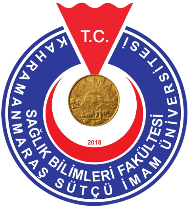 T.C.
KAHRAMANMARAŞ SÜTÇÜ İMAM ÜNİVERSİTESİ
SAĞLIK BİLİMLERİ FAKÜLTESİ
2018